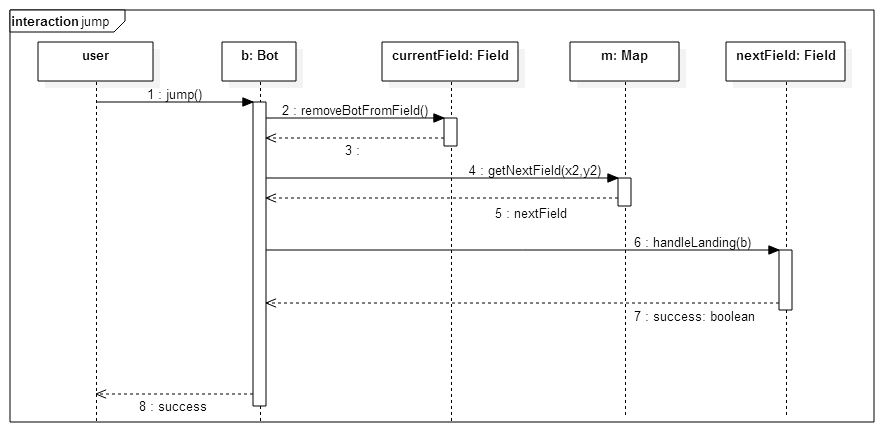 interaction jump
user
b: Bot
currentField: Field
m: Map
nextField: Field
1 : jump()
2 : removeBotFromField()
3 :
4 : getNextField(x2,y2)
5 : nextField
6 : handleLanding(b)
7 : success: boolean
8 : success